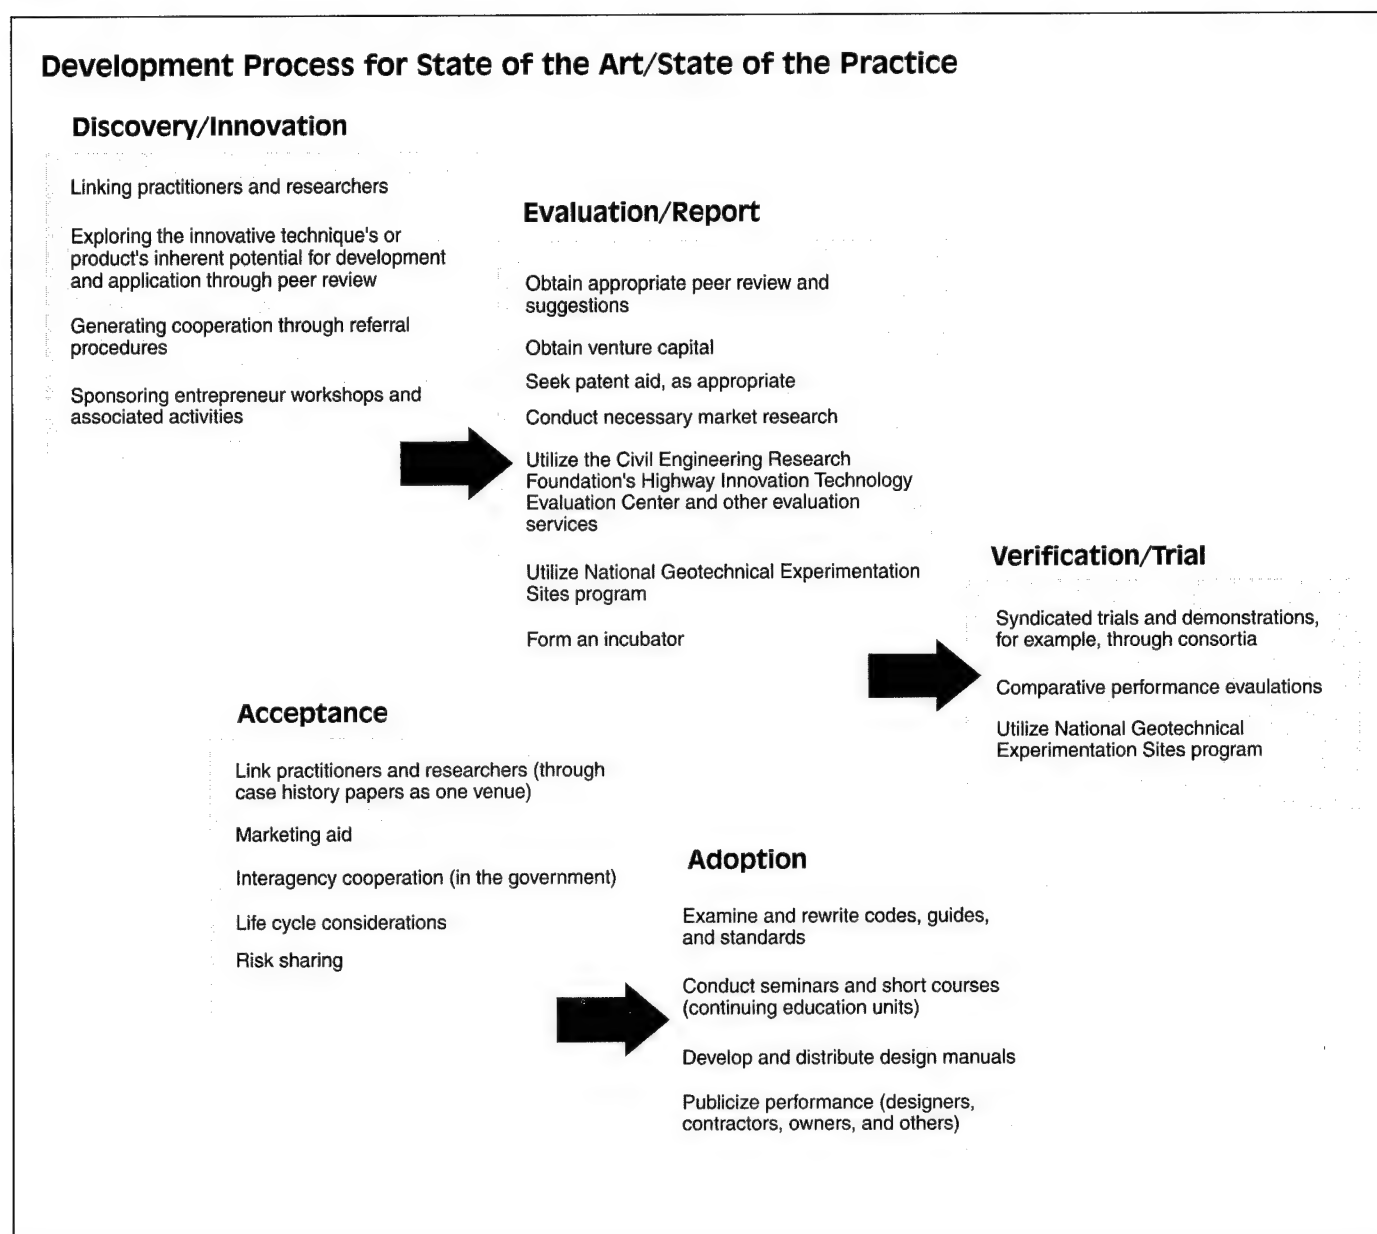 Development Process for State of the Art/State of the Practice
Discovery/Innovation
Linking practitioners and researchers
Exploring the innovative technique's or
product's inherent potential for development
and application through peer review
Generating cooperation through referral
procedures
Sponsoring entrepreneur workshops and
associated activities
Evaluation/Report
Obtain appropriate peer review and
suggestions
Obtain venture capital
Seek patent aid, as appropriate
Conduct necessary market research
Utilize the Civil Engineering Research
Foundation's Highway Innovation Technology
Evaluation Center and other evaluation
services
Utilize National Geotechnical Experimentation
Sites program
Form an incubator
Verification/Trial
Syndicated trials and demonstrations,
for example, through consortia
Comparative performance evaulations
Utilize National Geotechnical
Experimentation Sites program
Acceptance
Link practitioners and researchers (through
case history papers as one venue)
Marketing aid
Interagency cooperation (in the government)
Life cycle considerations
Risk sharing
Adoption
Examine and rewrite codes, guides,
and standards
Conduct seminars and short courses
(continuing education units)
Develop and distribute design manuals
Publicize performance (designers,
contractors, owners, and others)